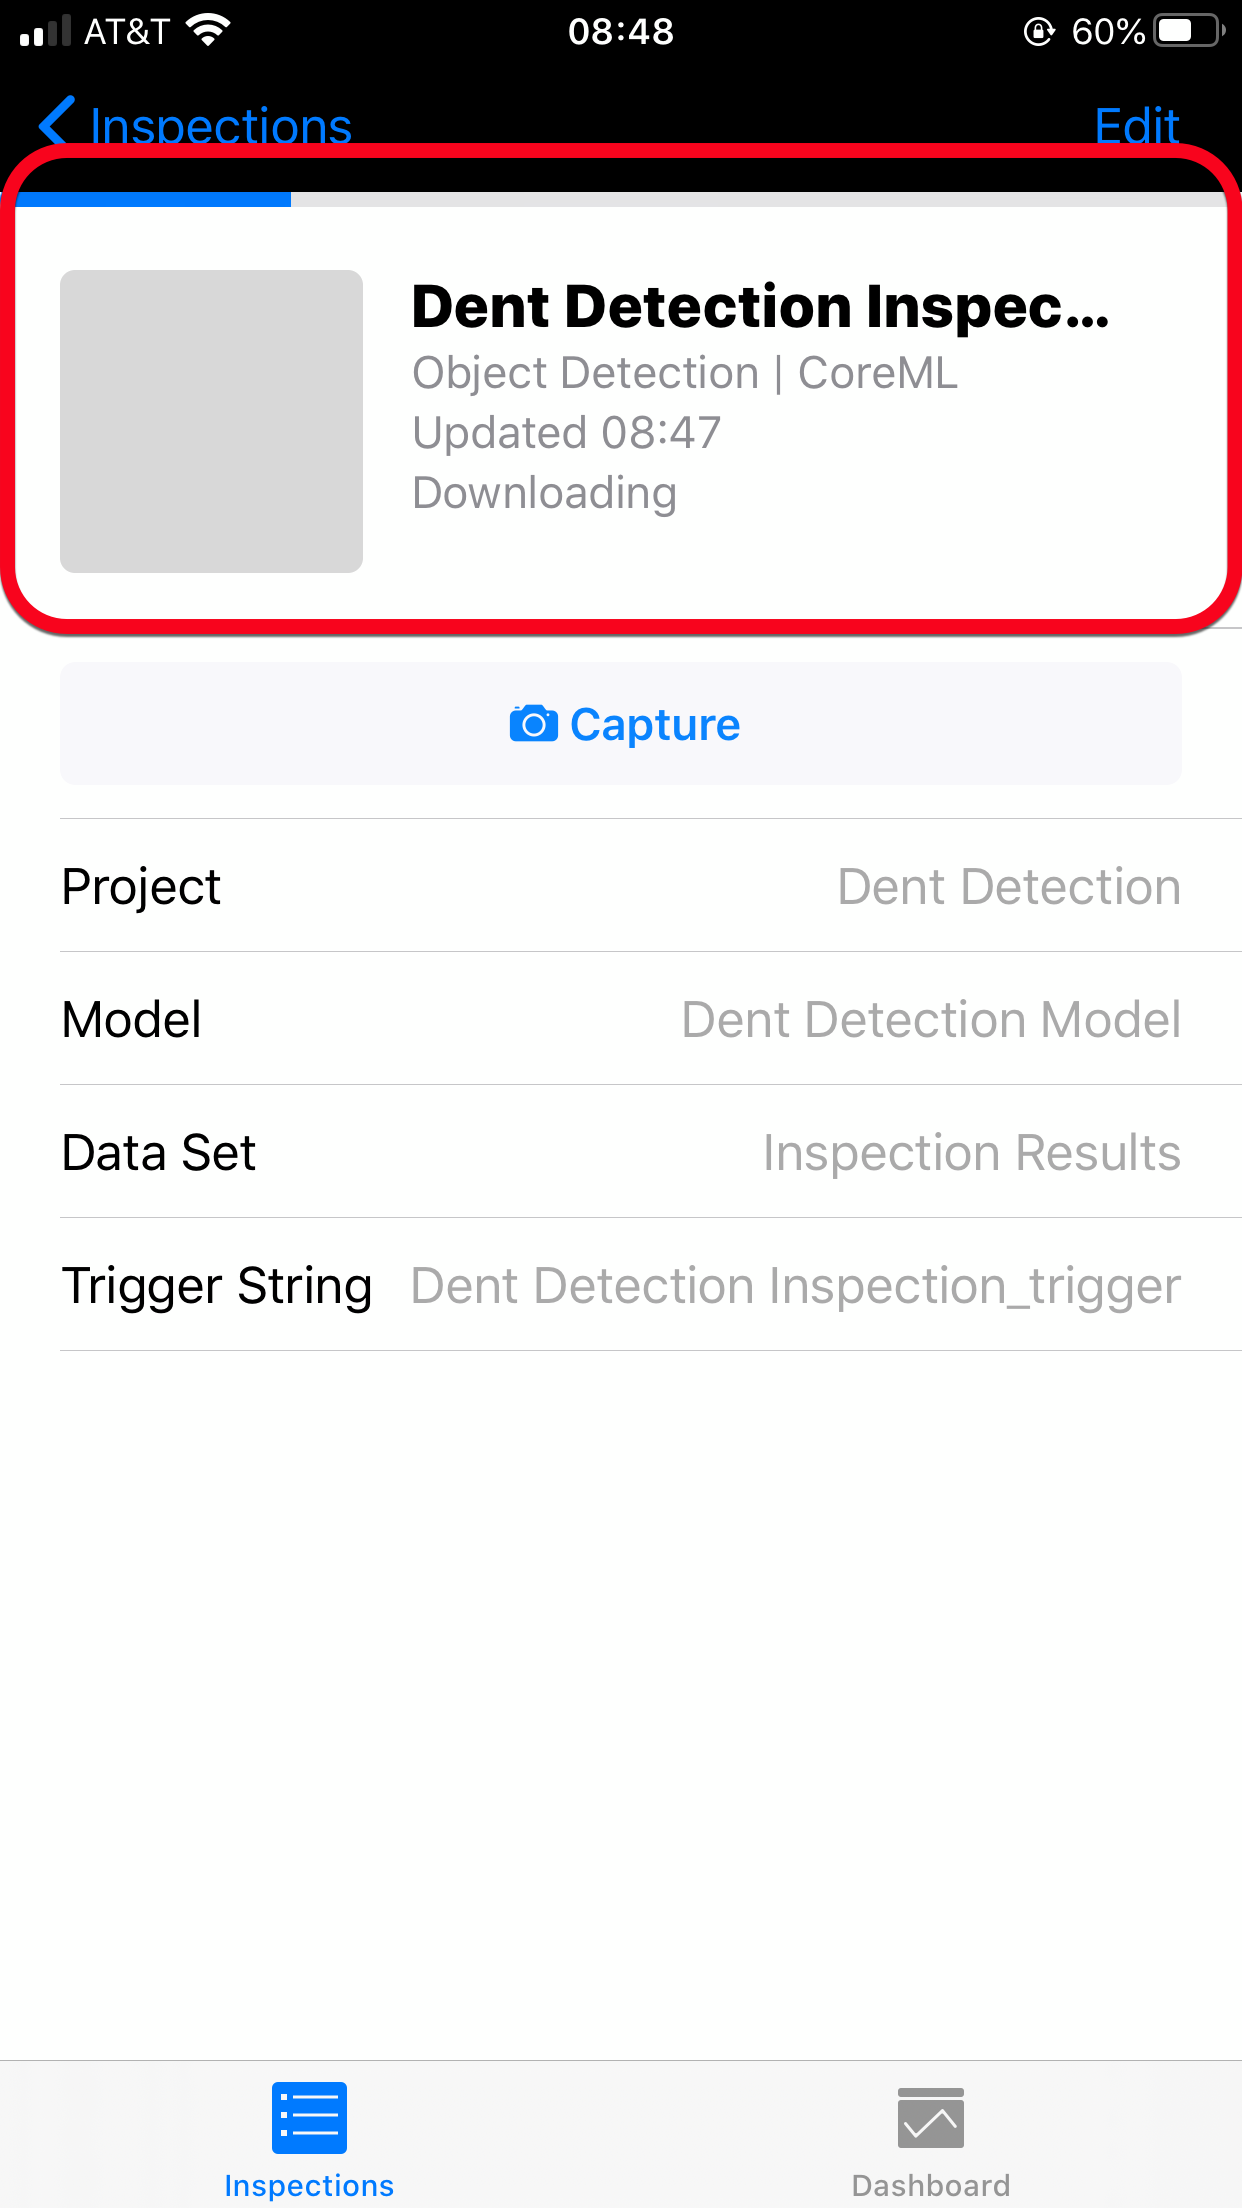 AT&T 08:48 60%
Inspections Edit
Dent Detection Inspec...
Object Detection | CoreML
Updated 08:47
Downloading
Capture
Project Dent Detection
Model Dent Detection Model
Data Set Inspection Results
Trigger String Dent Detection Inspection_trigger
Inspections Dashboard